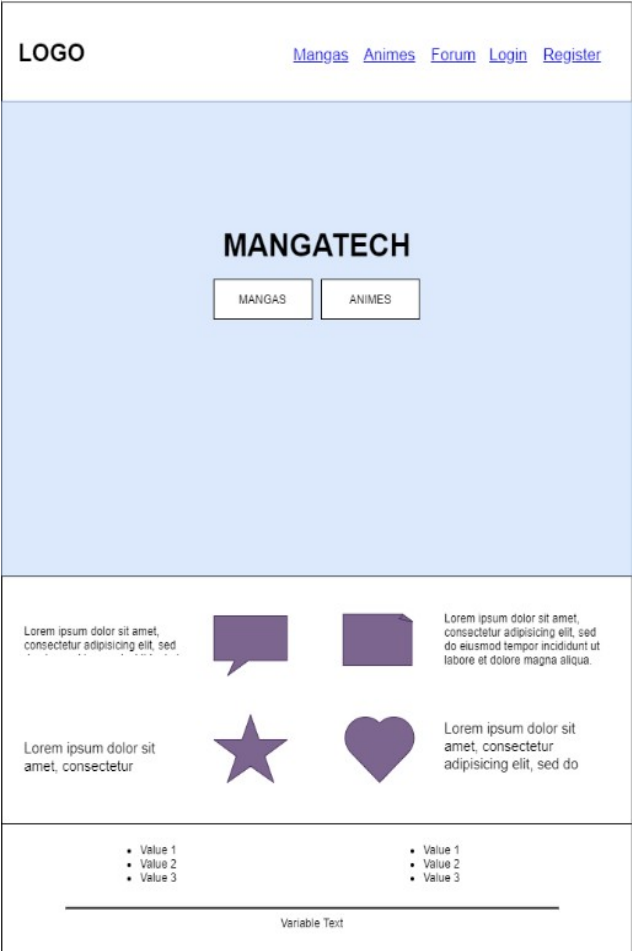 LOGO
Mangas Animes Forum Login Register
MANGATECH
MANGAS
ANIMES
Lorem ipsum dolor sit amet,
consectetur adipisicing elit, sed
Lorem ipsum dolor sit amet,
consectetur adipisicing elit, sed
do eiusmod tempor incididunt ut
labore et dolore magna aliqua.
Lorem ipsum dolor sit
amet, consectetur
Lorem ipsum dolor sit
amet, consectetur
adipisicing elit, sed do
Value 1
Value 2
Value 3
Value 1
Value 2
Value 3
Variable Text